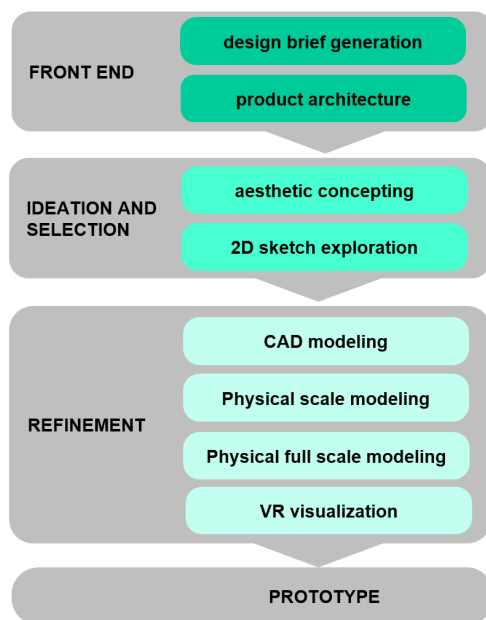 design brief generation
FRONT END
product architecture
aesthetic concepting
IDEATION AND
SELECTION
2D sketch exploration
CAD modeling
Physical scale modeling
REFINEMENT
Physical full scale modeling
VR visualization
PROTOTYPE